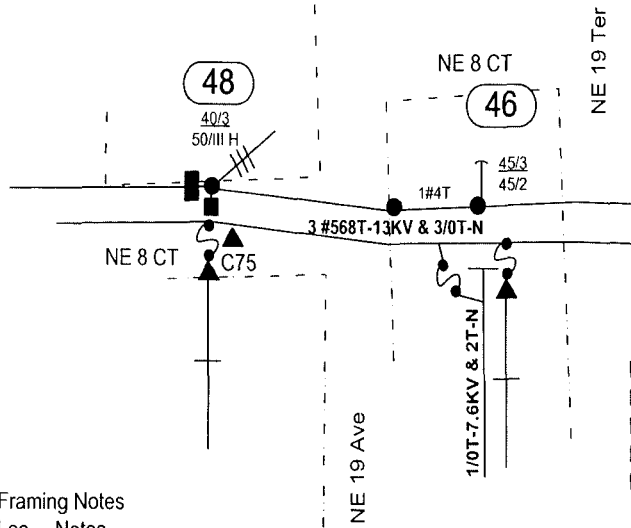 NE 19 Ter
NE 8 CT
48
46
40/3
50/III H
45/3
45/2
1#4T
3 #568T-13KV & 3/0T-N
NE 8 CT
C75
1/0T-7.6KV & 2T-N
NE 19 Ave
Framing Notes
Notes